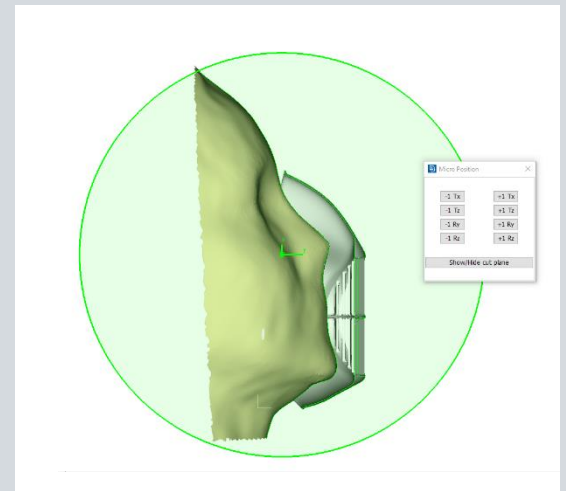 Micro Position
-1 Tx +1 Tx
-1 Tz +1 Tz
-1 Ry +1 Ry
-1 Rz +1 Rz
Show/Hide cut plane